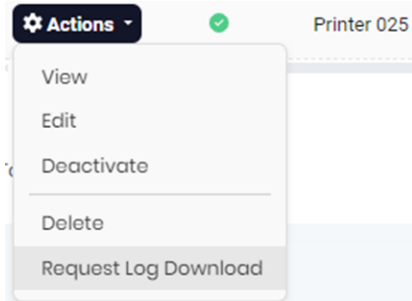 Actions
Printer 025
View
Edit
Deactivate
Delete
Request Log Download